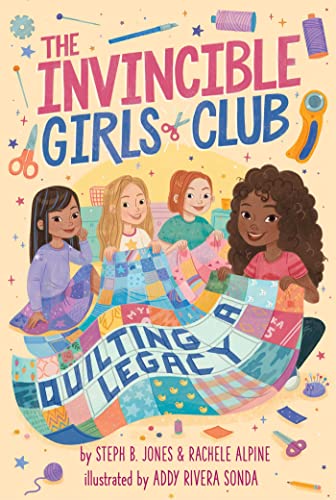 THE
INVINCIBLE
GIRLS CLUB
QUILTING A
LEGACY
by STEPH B. JONES & RACHELE ALPINE
illustrated by ADDY RIVERA SONDA